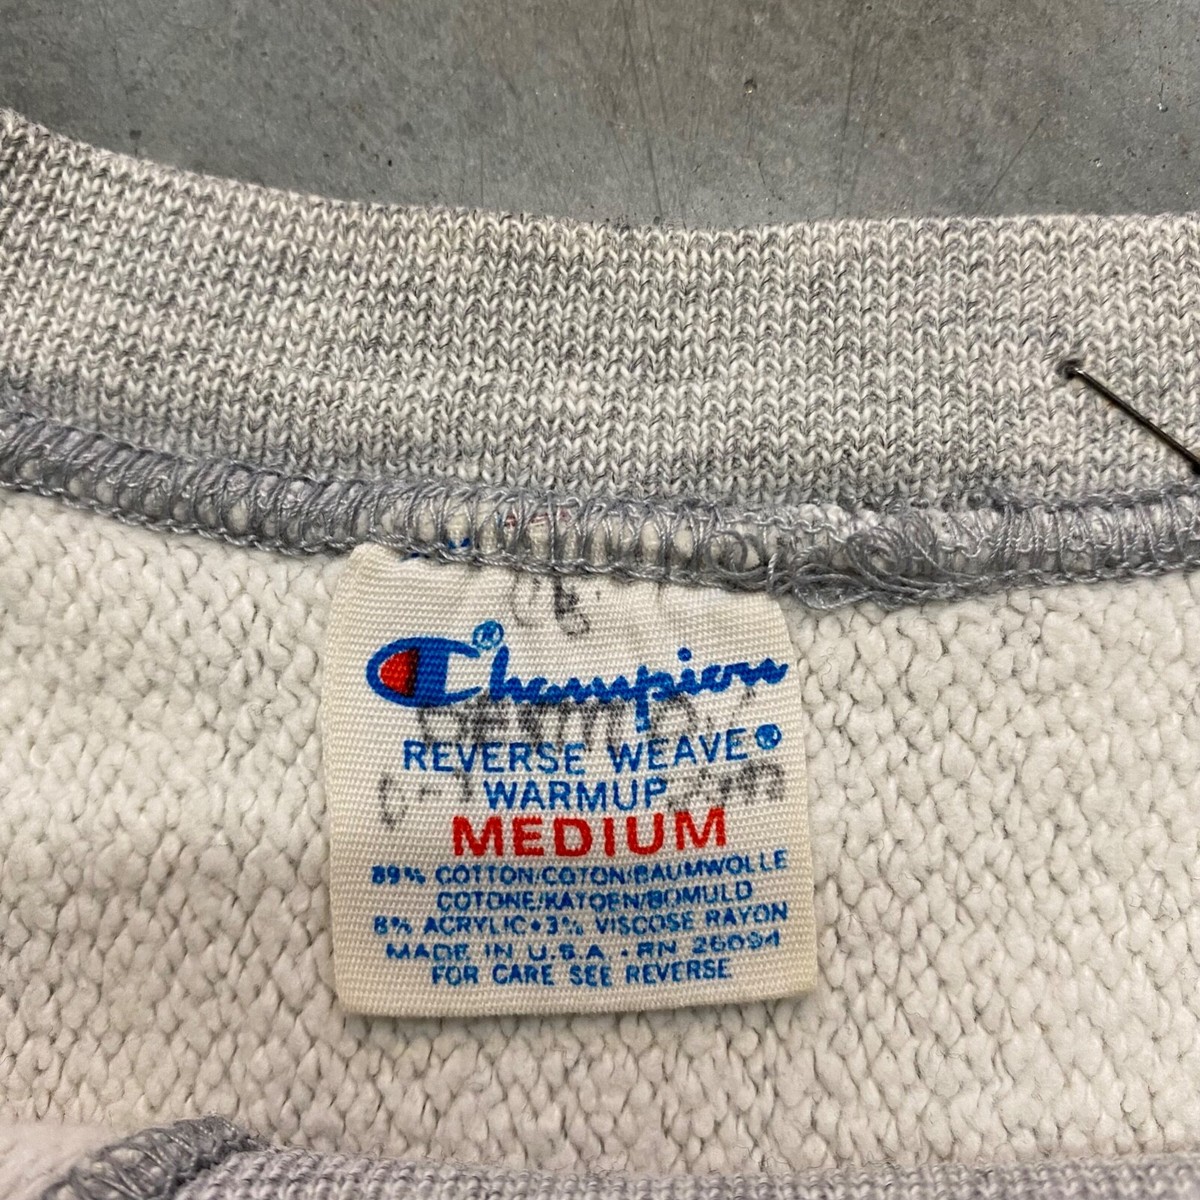 Champion®
REVERSE WEAVE®
WARMUP
MEDIUM
89% COTTON/COTON/BAUMWOLLE
COTONE/KATOEN/BOMULD
8% ACRYLIC•3% VISCOSE RAYON
MADE IN U.S.A. • RN 26094
FOR CARE SEE REVERSE